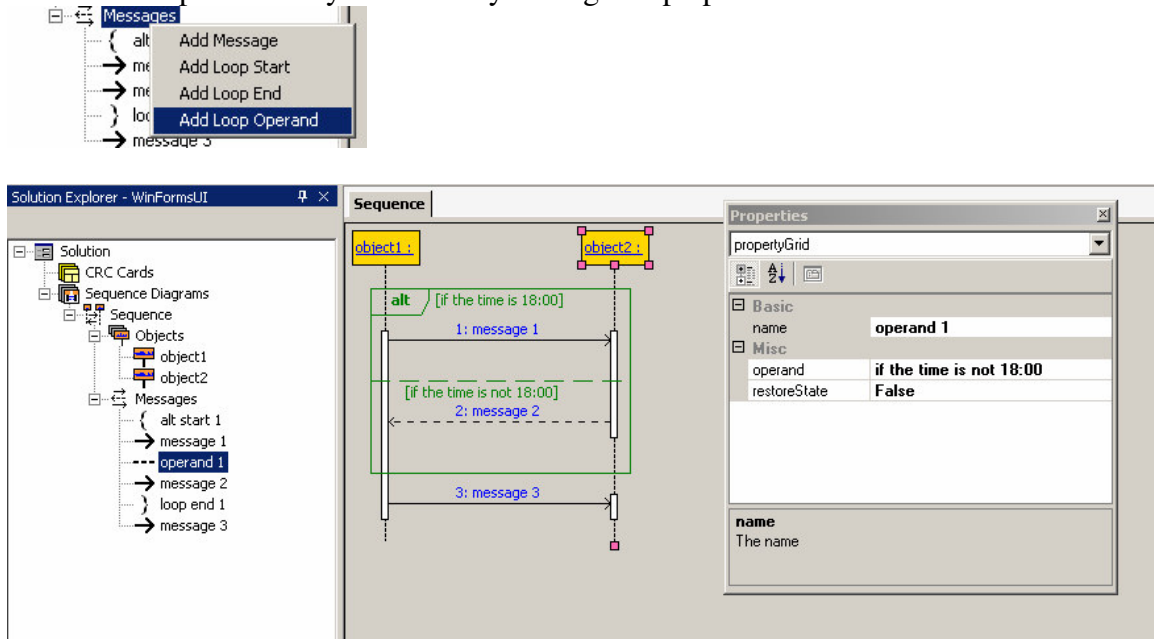 Messages
alt
Add Message
me
Add Loop Start
me
Add Loop End
loo
Add Loop Operand
message 3
Solution Explorer - WinFormsUI
Solution
CRC Cards
Sequence Diagrams
Sequence
Objects
object1
object2
Messages
alt start 1
message 1
operand 1
message 2
loop end 1
message 3
Sequence
object1 :
object2 :
alt [if the time is 18:00]
1: message 1
[if the time is not 18:00]
2: message 2
3: message 3
Properties
propertyGrid
Basic
name operand 1
Misc
operand if the time is not 18:00
restoreState False
name
The name